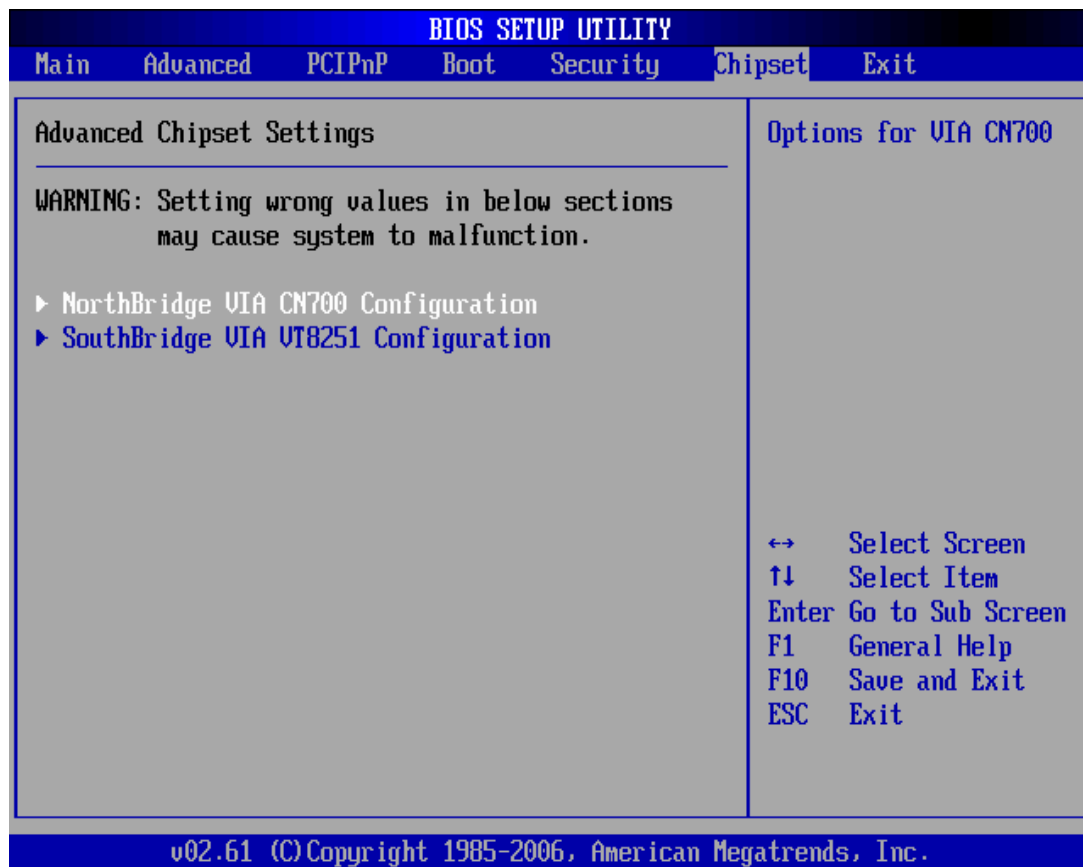 BIOS SETUP UTILITY
Main Advanced PCIPnP Boot Security Chipset Exit
Advanced Chipset Settings
WARNING: Setting wrong values in below sections
may cause system to malfunction.
▶ NorthBridge VIA CN700 Configuration
▶ SouthBridge VIA VT8251 Configuration
Options for VIA CN700
↔ Select Screen
↑↓ Select Item
Enter Go to Sub Screen
F1 General Help
F10 Save and Exit
ESC Exit
v02.61 (C)Copyright 1985-2006, American Megatrends, Inc.